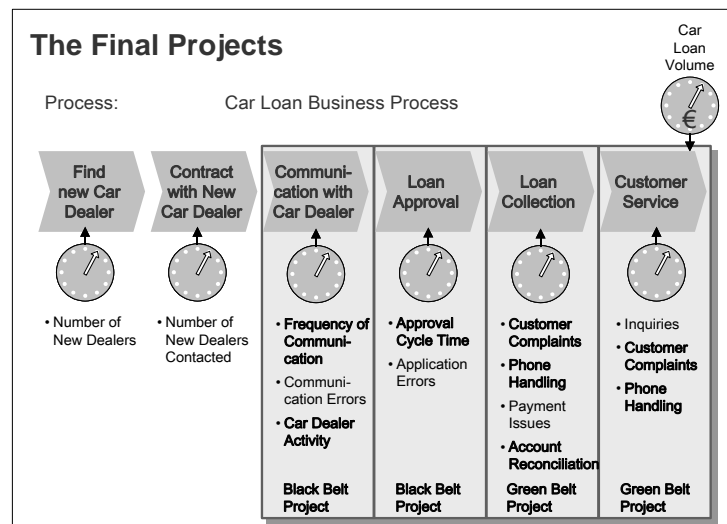 The Final Projects
Car
Loan
Volume
€
Process: Car Loan Business Process
Find
new Car
Dealer
Contract
with New
Car Dealer
Communi-
cation with
Car Dealer
Loan
Approval
Loan
Collection
Customer
Service
• Number of
New Dealers
• Number of
New Dealers
Contacted
• Frequency of
Communi-
cation
• Communi-
cation Errors
• Car Dealer
Activity
Black Belt
Project
• Approval
Cycle Time
• Application
Errors
Black Belt
Project
• Customer
Complaints
• Phone
Handling
• Payment
Issues
• Account
Reconciliation
Green Belt
Project
• Inquiries
• Customer
Complaints
• Phone
Handling
Green Belt
Project